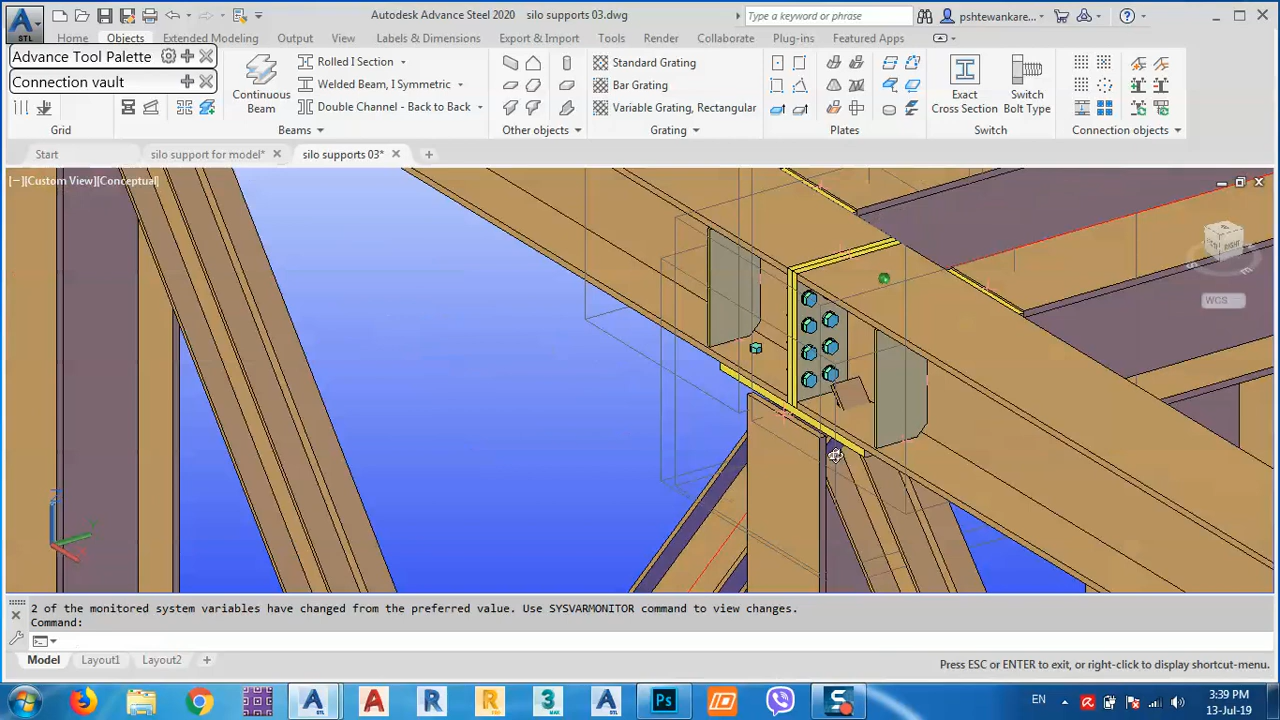 Autodesk Advance Steel 2020 silo supports 03.dwg
Type a keyword or phrase
pshtewankare...
STL
Home Objects Extended Modeling Output View Labels & Dimensions Export & Import Tools Render Collaborate Plug-ins Featured Apps
Advance Tool Palette
Connection vault
Rolled I Section
Welded Beam, I Symmetric
Double Channel - Back to Back
Continuous
Beam
Standard Grating
Bar Grating
Variable Grating, Rectangular
Exact
Cross Section
Switch
Bolt Type
Grid Beams Other objects Grating Plates Switch Connection objects
Start silo support for model* silo supports 03*
[−][Custom View][Conceptual]
RIGHT
WCS
2 of the monitored system variables have changed from the preferred value. Use SYSVARMONITOR command to view changes.
Command:
Model Layout1 Layout2
Press ESC or ENTER to exit, or right-click to display shortcut-menu.
EN
3:39 PM
13-Jul-19